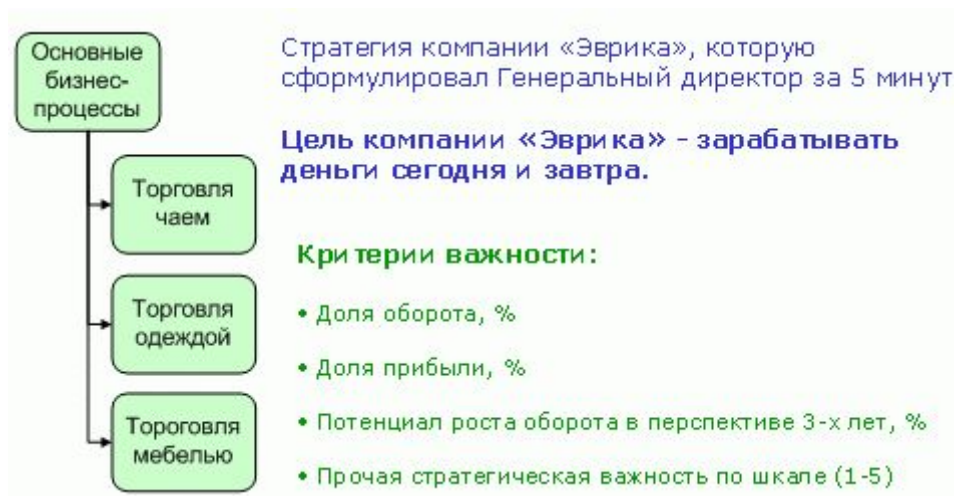 Основные
бизнес-
процессы
Торговля
чаем
Торговля
одеждой
Тороговля
мебелью
Стратегия компании «Эврика», которую
сформулировал Генеральный директор за 5 минут
Цель компании «Эврика» - зарабатывать
деньги сегодня и завтра.
Критерии важности:
• Доля оборота, %
• Доля прибыли, %
• Потенциал роста оборота в перспективе 3-х лет, %
• Прочая стратегическая важность по шкале (1-5)